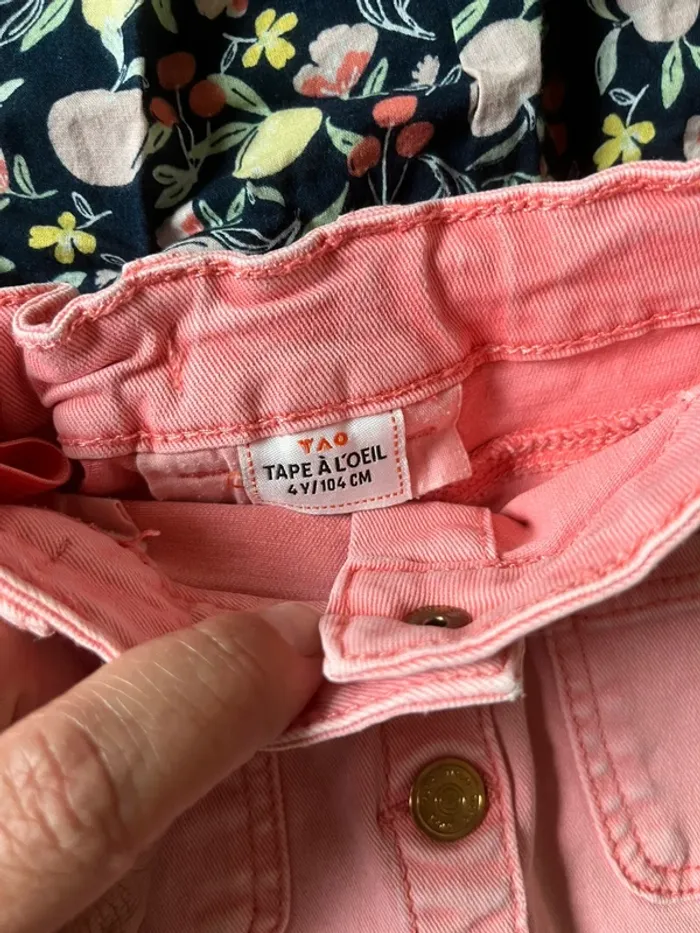 TAO
TAPE À L'OEIL
4Y/104 CM